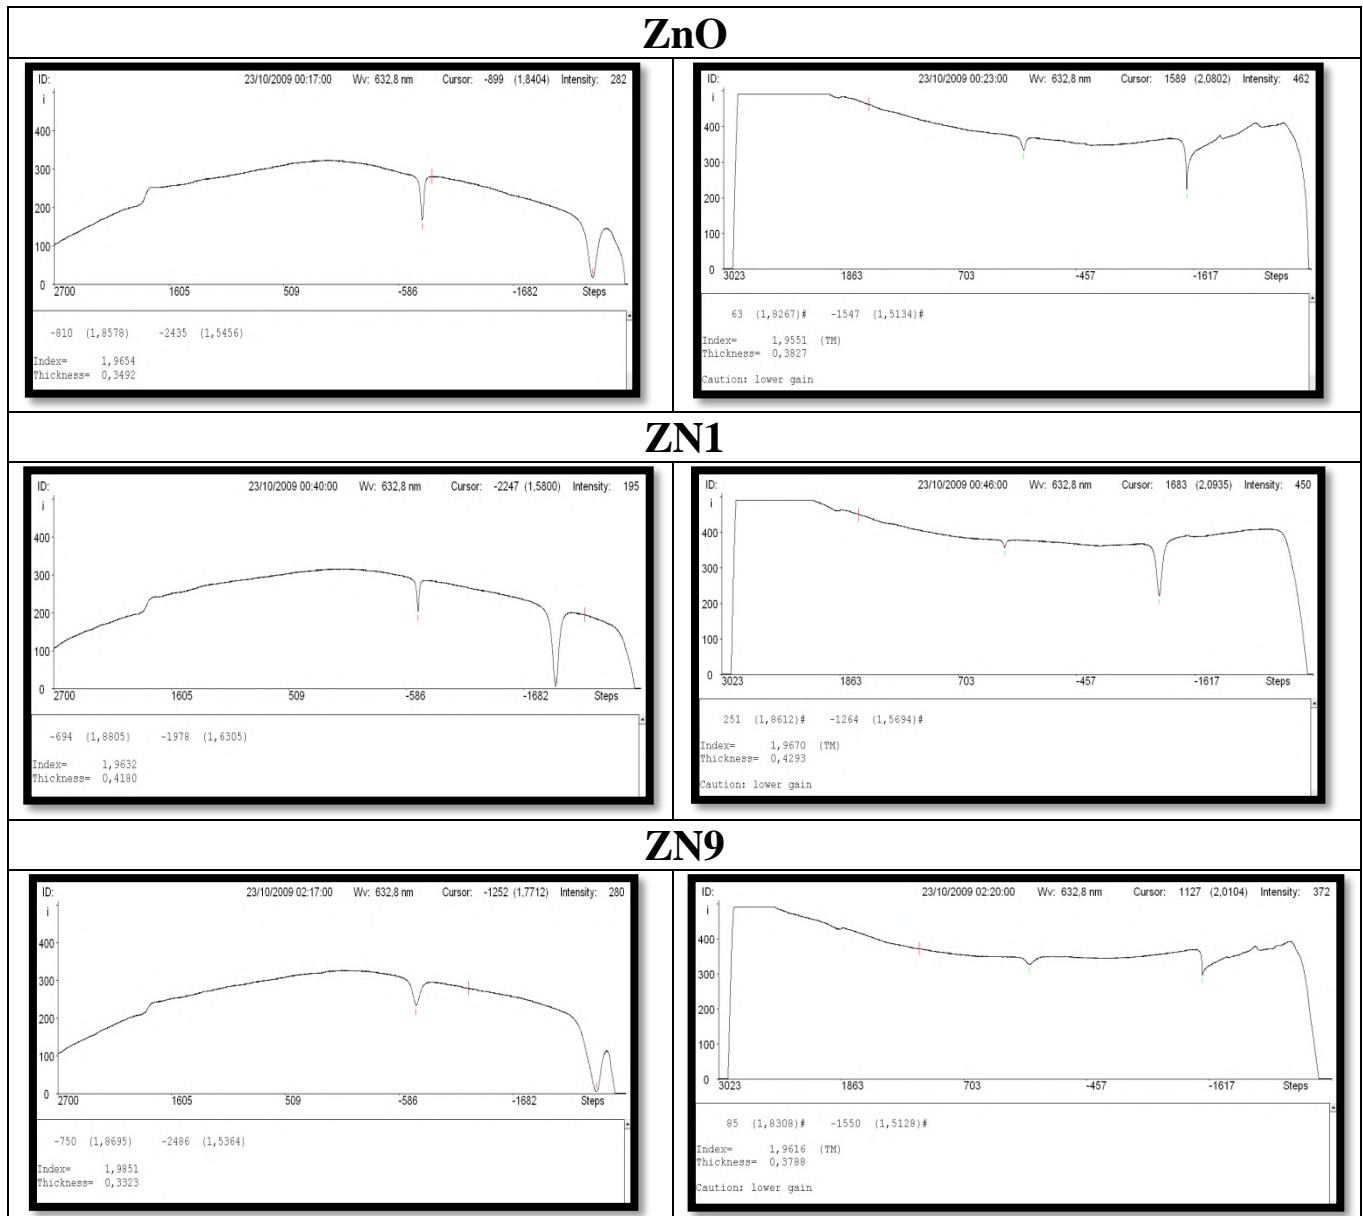 ZnO
ID: 23/10/2009 00:17:00 Wv: 632,8 nm Cursor: -899 (1,8404) Intensity: 282
i
400
300
200
100
0
2700 1605 509 -586 -1682 Steps
-810 (1,8578) -2435 (1,5456)
Index= 1,9654
Thickness= 0,3492
ID: 23/10/2009 00:23:00 Wv: 632,8 nm Cursor: 1589 (2,0802) Intensity: 462
i
400
300
200
100
0
3023 1863 703 -457 -1617 Steps
63 (1,8267)# -1547 (1,5134)#
Index= 1,9551 (TM)
Thickness= 0,3827
Caution: lower gain
ZN1
ID: 23/10/2009 00:40:00 Wv: 632,8 nm Cursor: -2247 (1,5800) Intensity: 195
i
400
300
200
100
0
2700 1605 509 -586 -1682 Steps
-694 (1,8805) -1978 (1,6305)
Index= 1,9632
Thickness= 0,4180
ID: 23/10/2009 00:46:00 Wv: 632,8 nm Cursor: 1683 (2,0935) Intensity: 450
i
400
300
200
100
0
3023 1863 703 -457 -1617 Steps
251 (1,8612)# -1264 (1,5694)#
Index= 1,9670 (TM)
Thickness= 0,4293
Caution: lower gain
ZN9
ID: 23/10/2009 02:17:00 Wv: 632,8 nm Cursor: -1252 (1,7712) Intensity: 280
i
400
300
200
100
0
2700 1605 509 -586 -1682 Steps
-750 (1,8695) -2486 (1,5364)
Index= 1,9851
Thickness= 0,3323
ID: 23/10/2009 02:20:00 Wv: 632,8 nm Cursor: 1127 (2,0104) Intensity: 372
i
400
300
200
100
0
3023 1863 703 -457 -1617 Steps
85 (1,8308)# -1550 (1,5128)#
Index= 1,9616 (TM)
Thickness= 0,3788
Caution: lower gain